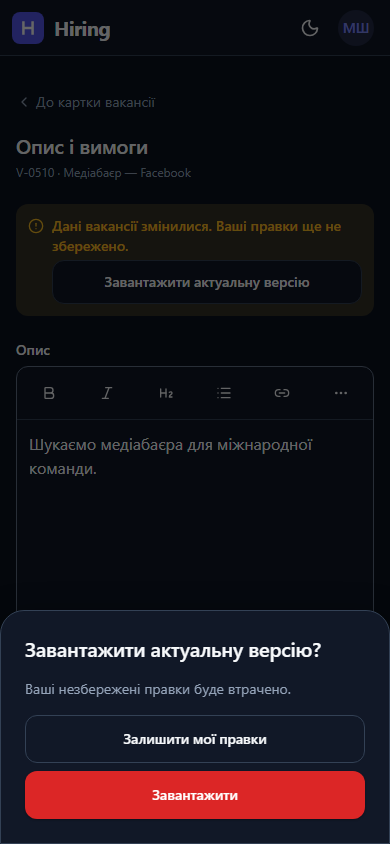 H Hiring МШ
До картки вакансії
Опис і вимоги
V-0510 · Медіабаєр — Facebook
Дані вакансії змінилися. Ваші правки ще не
збережено.
Завантажити актуальну версію
Опис
B I H2
Шукаємо медіабаєра для міжнародної
команди.
Завантажити актуальну версію?
Ваші незбережені правки буде втрачено.
Залишити мої правки
Завантажити